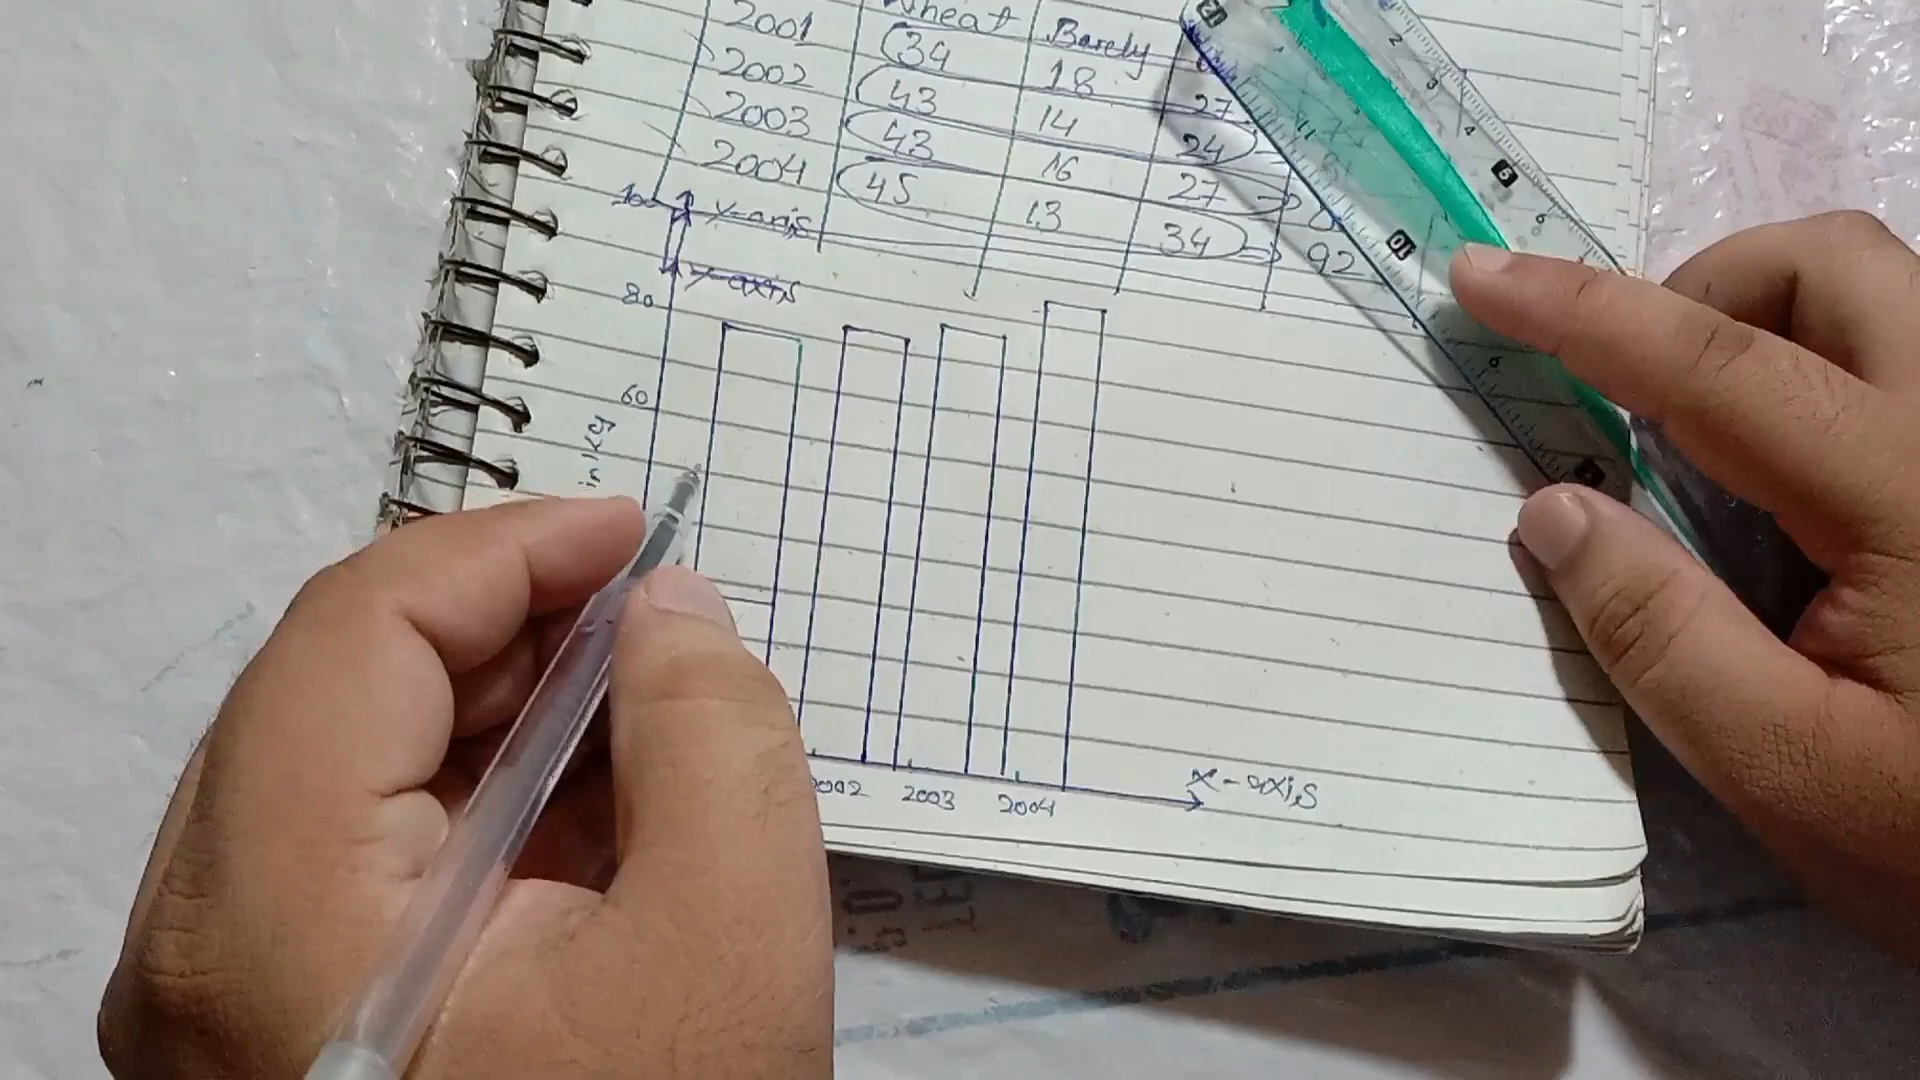 Wheat Barely
2001 34 18 27
2002 43 14 24
2003 43 16 27
2004 45 13 34 92
100 Y-axis
Y-axis
80
60
in kg
2002 2003 2004
X-axis